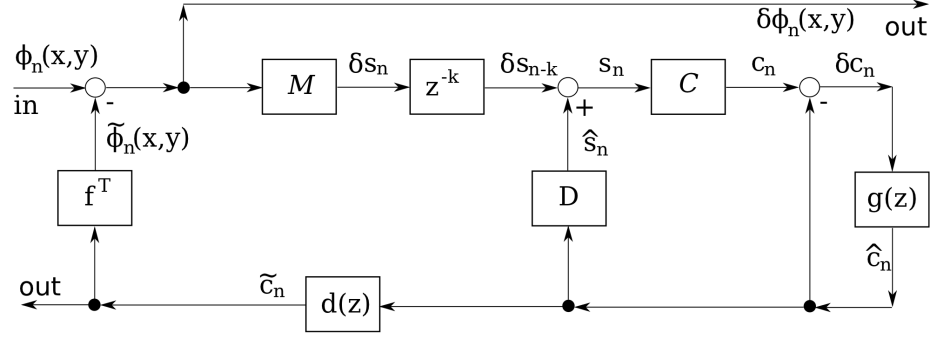 δϕₙ(x,y)
out
ϕₙ(x,y)
in
-
M
δsₙ
z⁻ᵏ
δsₙ₋ₖ
+
sₙ
C
cₙ
-
δcₙ
ϕ̃ₙ(x,y)
ŝₙ
fᵀ
D
g(z)
ĉₙ
out
c̃ₙ
d(z)